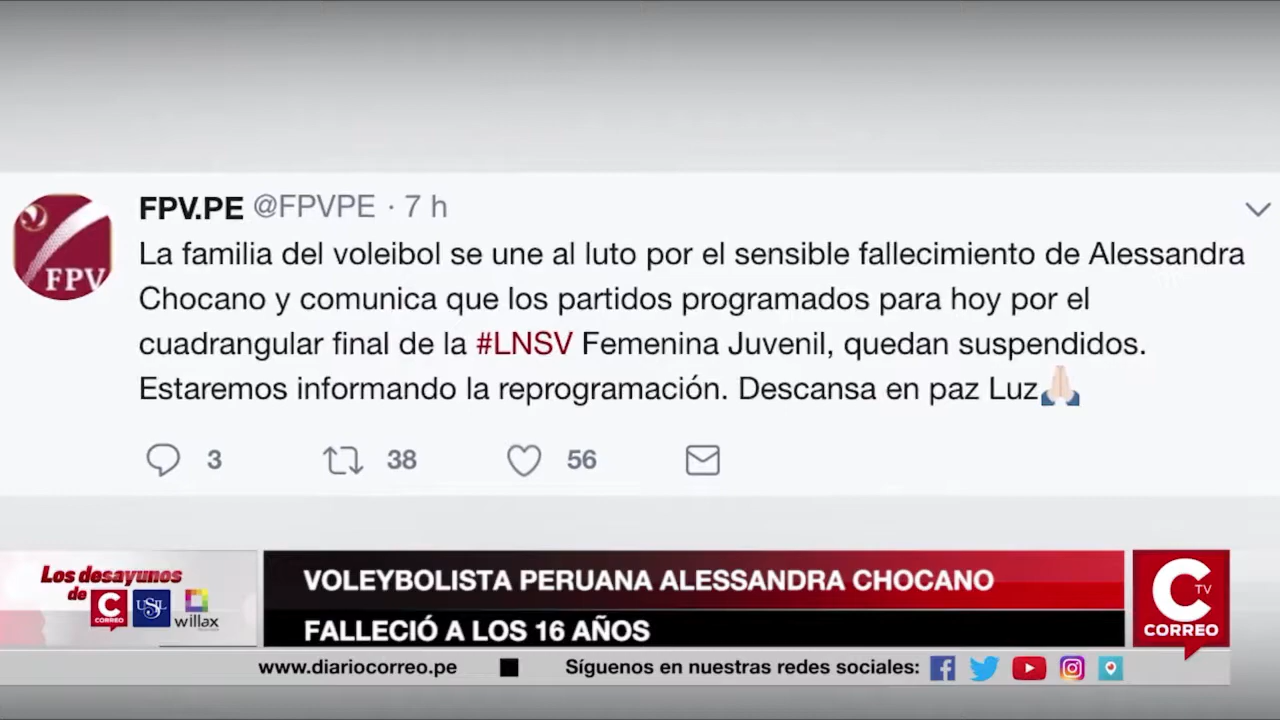 FPV.PE @FPVPE · 7 h
FPV
La familia del voleibol se une al luto por el sensible fallecimiento de Alessandra
Chocano y comunica que los partidos programados para hoy por el
cuadrangular final de la #LNSV Femenina Juvenil, quedan suspendidos.
Estaremos informando la reprogramación. Descansa en paz Luz🙏🏻
3 38 56
Los desayunos
de C CORREO USIL willax
VOLEYBOLISTA PERUANA ALESSANDRA CHOCANO
FALLECIÓ A LOS 16 AÑOS
C TV
CORREO
www.diariocorreo.pe Síguenos en nuestras redes sociales: